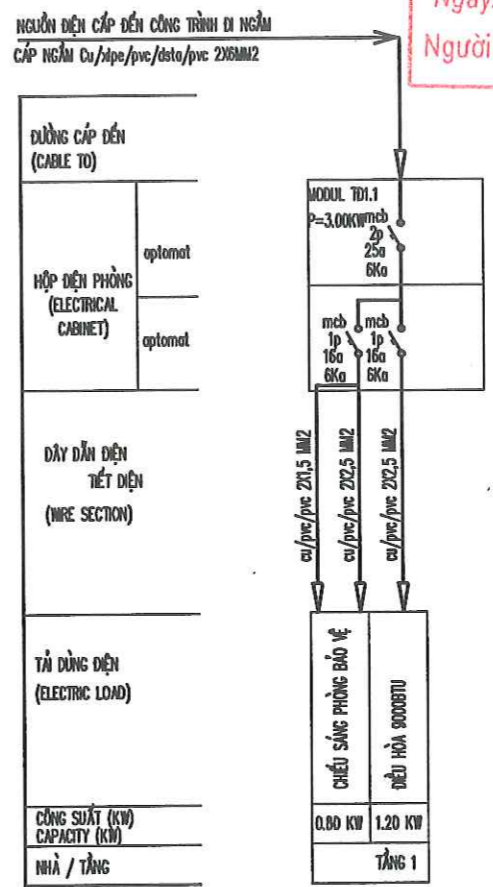 NGUỒN ĐIỆN CẤP ĐẾN CÔNG TRÌNH ĐI NGẦM
CÁP NGẦM Cu/xlpe/pvc/dsta/pvc 2X6MM2
Ngày
Người
ĐƯỜNG CÁP ĐẾN
(CABLE TO)
HỘP ĐIỆN PHÒNG
(ELECTRICAL
CABINET)
aptomat
aptomat
MODUL TĐ1.1
P=3.00KW
mcb
2p
25a
6Ka
mcb
1p
16a
6Ka
mcb
1p
16a
6Ka
DÂY DẪN ĐIỆN
TIẾT DIỆN
(WIRE SECTION)
cu/pvc/pvc 2X1,5 MM2
cu/pvc/pvc 2X2,5 MM2
cu/pvc/pvc 2X2,5 MM2
TẢI DÙNG ĐIỆN
(ELECTRIC LOAD)
CHIẾU SÁNG PHÒNG BẢO VỆ
ĐIỀU HÒA 9000BTU
CÔNG SUẤT (KW)
CAPACITY (KW)
0.80 KW
1.20 KW
NHÀ / TẦNG
TẦNG 1